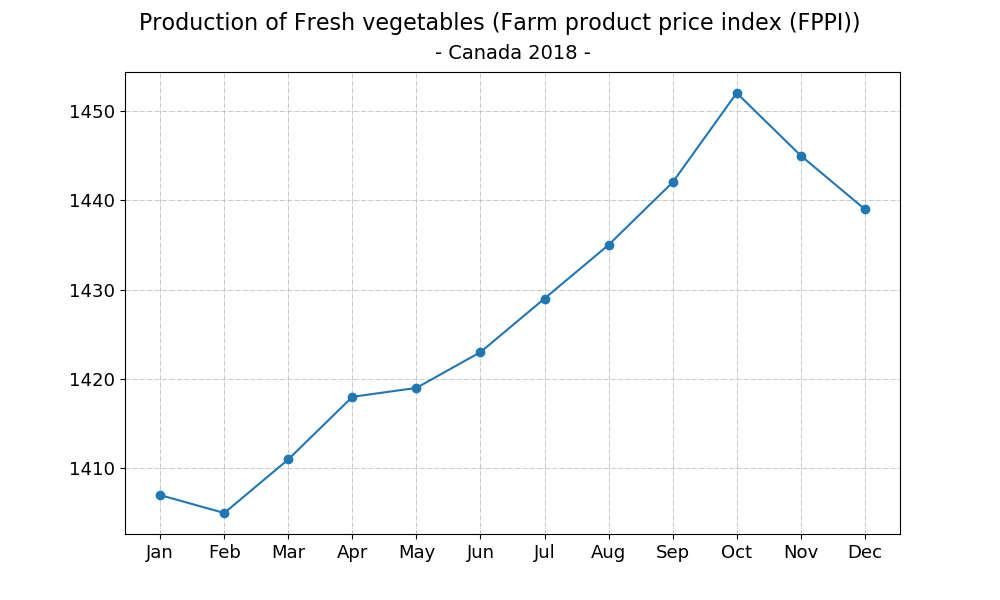 Production of Fresh vegetables (Farm product price index (FPPI))
- Canada 2018 -
1450
1440
1430
1420
1410
Jan Feb Mar Apr May Jun Jul Aug Sep Oct Nov Dec